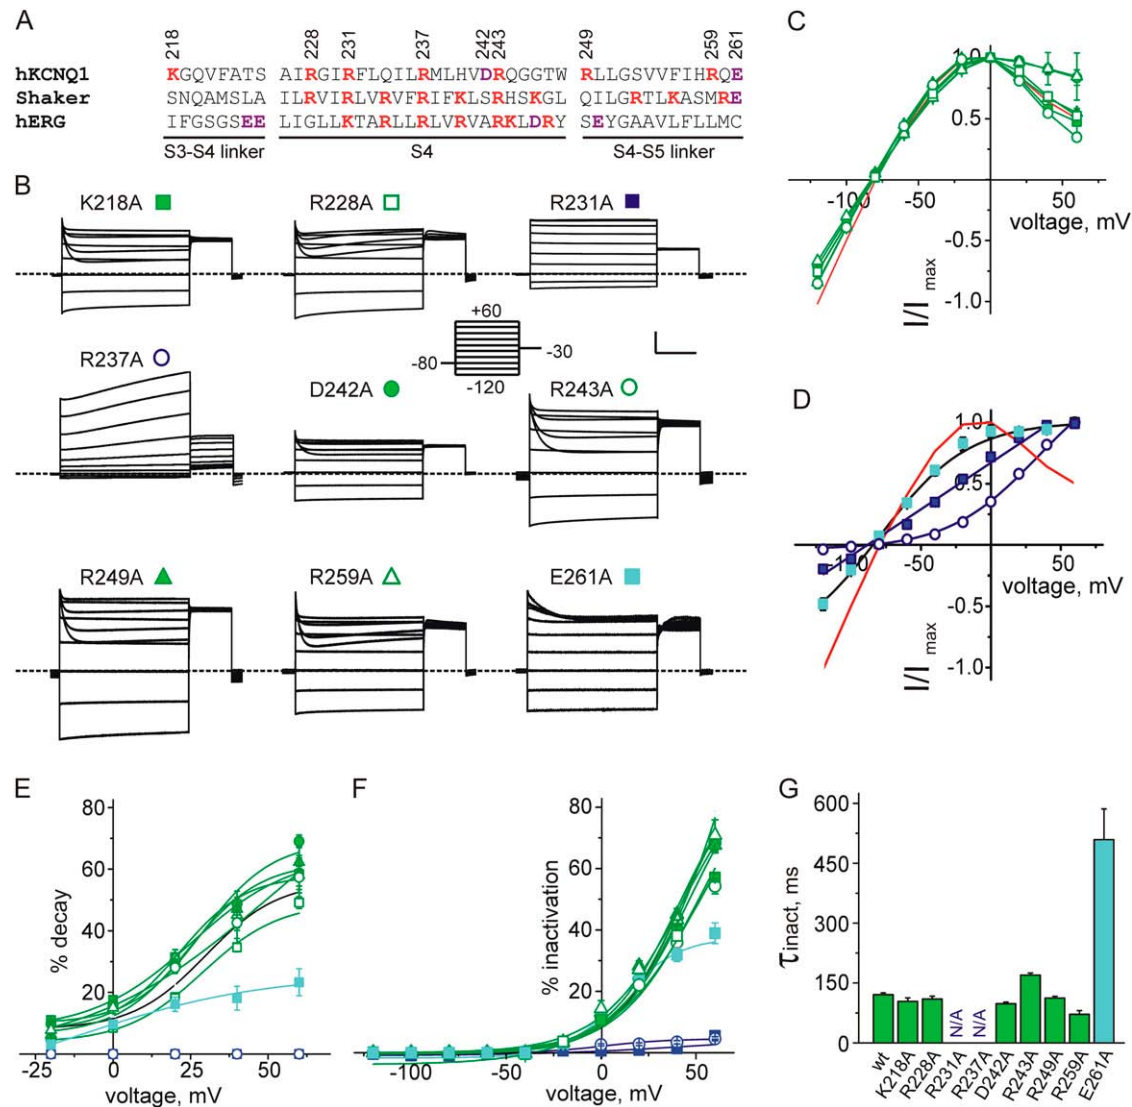 A
218 228 231 237 242 243 249 259 261
hKCNQ1 KGQVFATS AIRGIRFLQILRMLHVDRQGGTW RLLGSVVFIHRQE
Shaker SNQAMSLA ILRVIRLVRVFRIFKLSRHSKGL QILGRTLKASMRE
hERG IFGSGSEE LIGLLKTARLLRLVRVARKLDRY SEYGAAVLFLLMC
S3-S4 linker S4 S4-S5 linker
B
K218A R228A R231A
+60
-80 -30
-120
R237A D242A R243A
R249A R259A E261A
C
1.0
0.5
-100 -50 50
voltage, mV
-0.5
-1.0
I/I max
D
1.0
0.5
-100 -50 50
voltage, mV
-0.5
-1.0
I/I max
E
80
60
40
20
% decay
-20 0 50
voltage, mV
F
80
60
40
20
% inactivation
-100 -50 0 50
voltage, mV
G
600
450
300
150
0
τinact, ms
N/A N/A
wt K218A R228A R231A R237A D242A R243A R249A R259A E261A